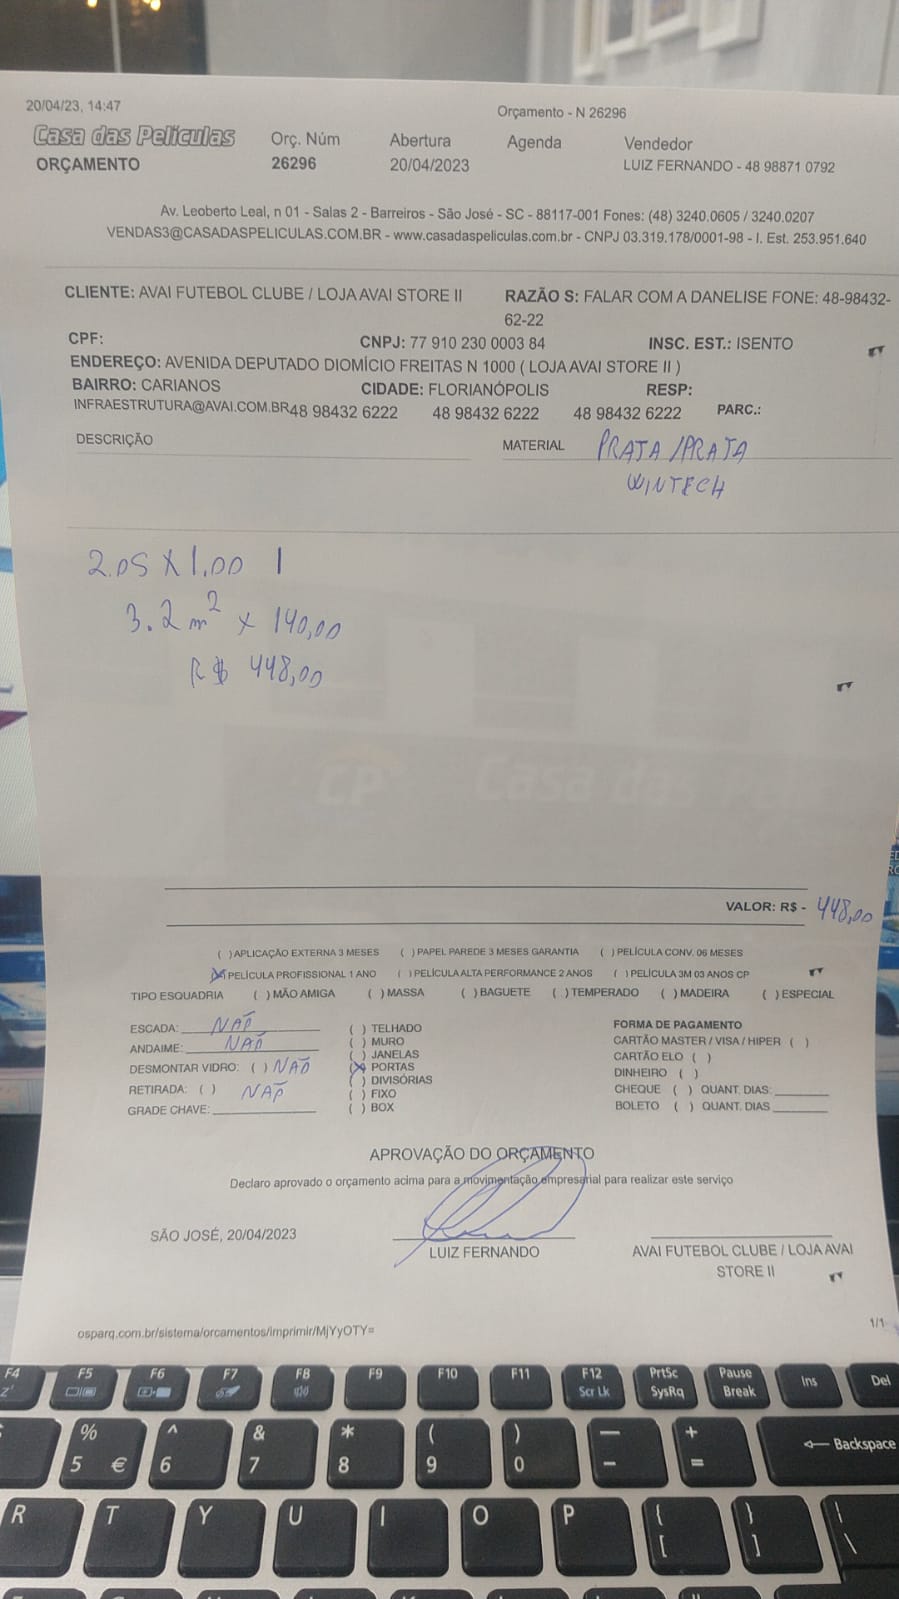 20/04/23, 14:47
Orçamento - N 26296
Casa das Películas Orç. Núm Abertura Agenda Vendedor
ORÇAMENTO 26296 20/04/2023 LUIZ FERNANDO - 48 98871 0792
Av. Leoberto Leal, n 01 - Salas 2 - Barreiros - São José - SC - 88117-001 Fones: (48) 3240.0605 / 3240.0207
VENDAS3@CASADASPELICULAS.COM.BR - www.casadaspeliculas.com.br - CNPJ 03.319.178/0001-98 - I. Est. 253.951.640
CLIENTE: AVAI FUTEBOL CLUBE / LOJA AVAI STORE II RAZÃO S: FALAR COM A DANELISE FONE: 48-98432-
62-22
CPF: CNPJ: 77 910 230 0003 84 INSC. EST.: ISENTO
ENDEREÇO: AVENIDA DEPUTADO DIOMÍCIO FREITAS N 1000 ( LOJA AVAI STORE II )
BAIRRO: CARIANOS CIDADE: FLORIANÓPOLIS RESP:
INFRAESTRUTURA@AVAI.COM.BR 48 98432 6222 48 98432 6222 48 98432 6222 PARC.:
DESCRIÇÃO MATERIAL PRATA/PRATA
WINTECH
2.05 X 1.00 1
3.2 m² x 140,00
R$ 448,00
CP Casa das Pelí
VALOR: R$ - 448,00
( ) APLICAÇÃO EXTERNA 3 MESES ( ) PAPEL PAREDE 3 MESES GARANTIA ( ) PELÍCULA CONV. 06 MESES
(X) PELÍCULA PROFISSIONAL 1 ANO ( ) PELÍCULA ALTA PERFORMANCE 2 ANOS ( ) PELÍCULA 3M 03 ANOS CP
TIPO ESQUADRIA ( ) MÃO AMIGA ( ) MASSA ( ) BAGUETE ( ) TEMPERADO ( ) MADEIRA ( ) ESPECIAL
ESCADA: NÃO
ANDAIME: NÃO
DESMONTAR VIDRO: ( ) NÃO
RETIRADA: ( ) NÃO
GRADE CHAVE:
( ) TELHADO
( ) MURO
( ) JANELAS
(X) PORTAS
( ) DIVISÓRIAS
( ) FIXO
( ) BOX
FORMA DE PAGAMENTO
CARTÃO MASTER / VISA / HIPER ( )
CARTÃO ELO ( )
DINHEIRO ( )
CHEQUE ( ) QUANT. DIAS:
BOLETO ( ) QUANT. DIAS
APROVAÇÃO DO ORÇAMENTO
Declaro aprovado o orçamento acima para a movimentação empresarial para realizar este serviço
SÃO JOSÉ, 20/04/2023
LUIZ FERNANDO
AVAI FUTEBOL CLUBE / LOJA AVAI
STORE II
osparq.com.br/sistema/orcamentos/imprimir/MjYyOTY=
1/1
F4 F5 F6 F7 F8 F9 F10 F11 F12 PrtSc Pause Ins Del
Scr Lk SysRq Break
% ^ & * ( ) — + Backspace
5 € 6 7 8 9 0 - =
R T Y U I O P { } |
[ ] \